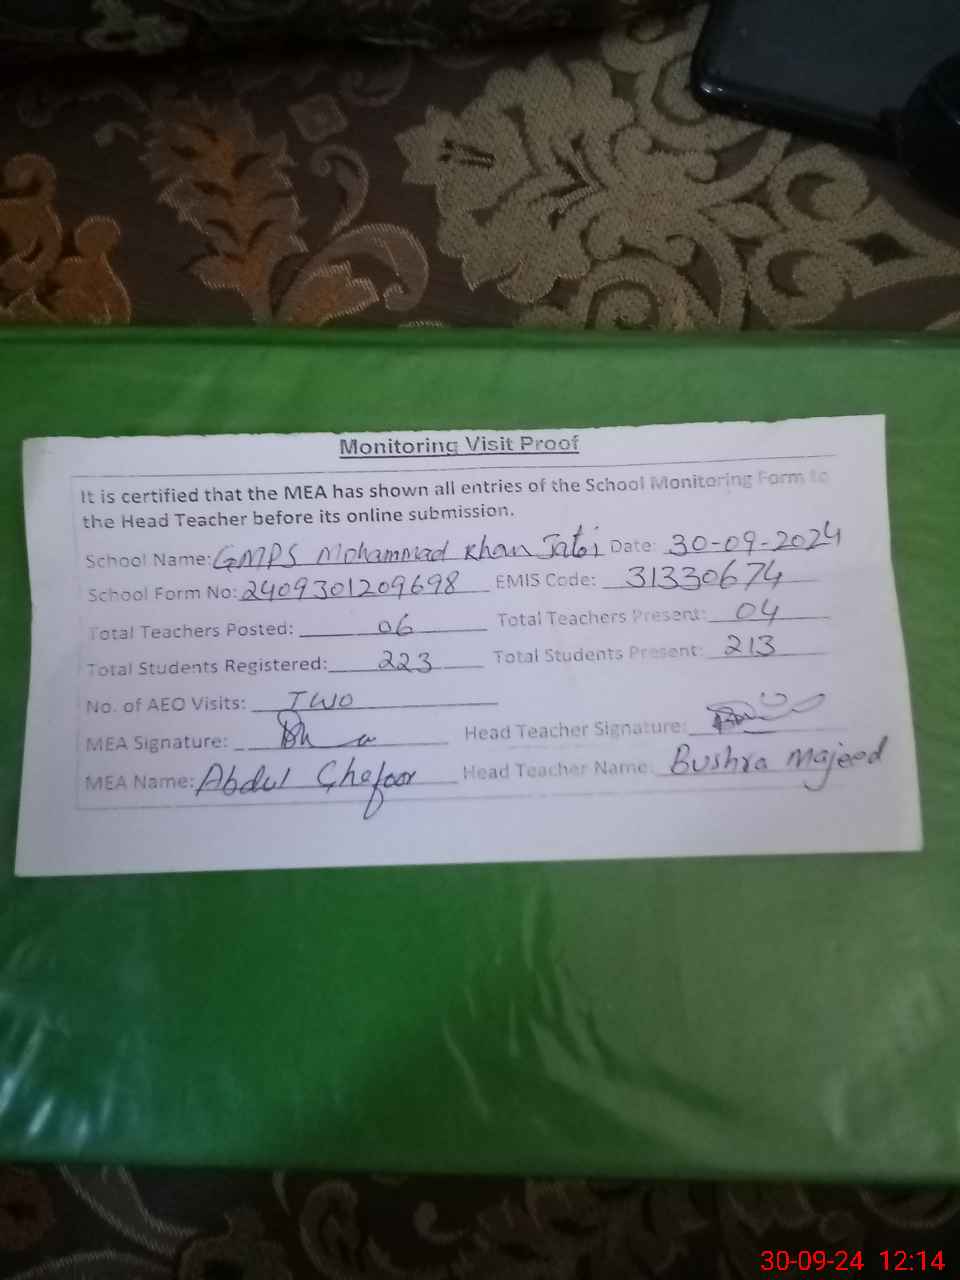 Monitoring Visit Proof
It is certified that the MEA has shown all entries of the School Monitoring Form to
the Head Teacher before its online submission.
School Name: GMPS Mohammad Khan Jatoi Date: 30-09-2024
School Form No: 2409301209698 EMIS Code: 31330674
Total Teachers Posted: 06 Total Teachers Present: 04
Total Students Registered: 223 Total Students Present: 213
No. of AEO Visits: Two
MEA Signature: Head Teacher Signature:
MEA Name: Abdul Ghafoor Head Teacher Name: Bushra Majeed
30-09-24 12:14